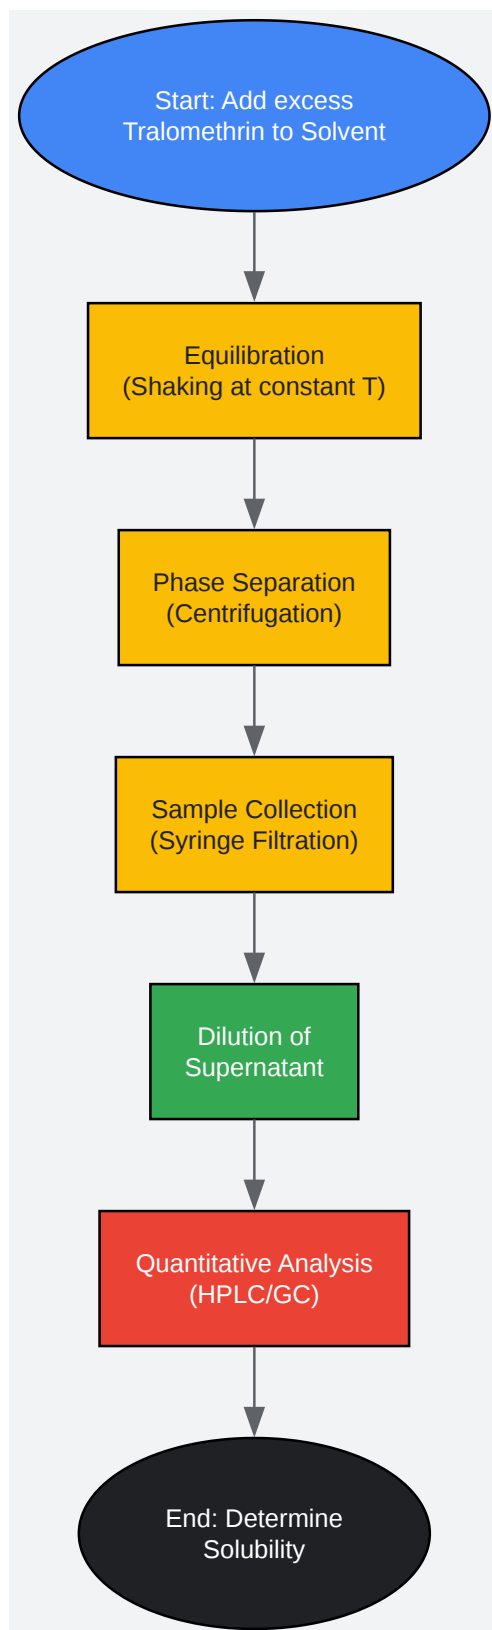 Start: Add excess
Tralomethrin to Solvent
Equilibration
(Shaking at constant T)
Phase Separation
(Centrifugation)
Sample Collection
(Syringe Filtration)
Dilution of
Supernatant
Quantitative Analysis
(HPLC/GC)
End: Determine
Solubility